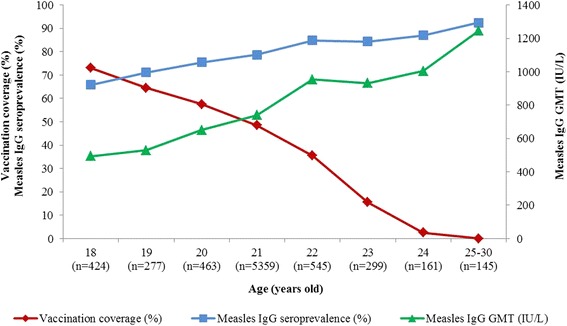 Vaccination coverage (%)
Measles IgG seroprevalence (%)
100
90
80
70
60
50
40
30
20
10
0
1400
1200
1000
800
600
400
200
0
Measles IgG GMT (IU/L)
18 19 20 21 22 23 24 25-30
(n=424) (n=277) (n=463) (n=5359) (n=545) (n=299) (n=161) (n=145)
Age (years old)
Vaccination coverage (%) Measles IgG seroprevalence (%) Measles IgG GMT (IU/L)